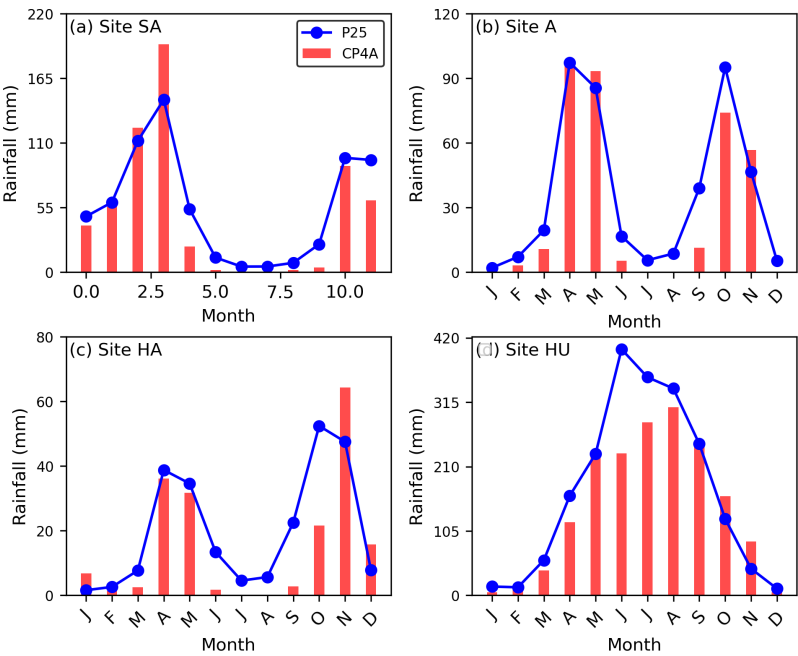 (a) Site SA
P25
CP4A
220
165
110
55
0
Rainfall (mm)
0.0 2.5 5.0 7.5 10.0
Month
(b) Site A
120
90
60
30
0
Rainfall (mm)
J F M A M J J A S O N D
Month
(c) Site HA
80
60
40
20
0
Rainfall (mm)
J F M A M J J A S O N D
Month
(d) Site HU
420
315
210
105
0
Rainfall (mm)
J F M A M J J A S O N D
Month